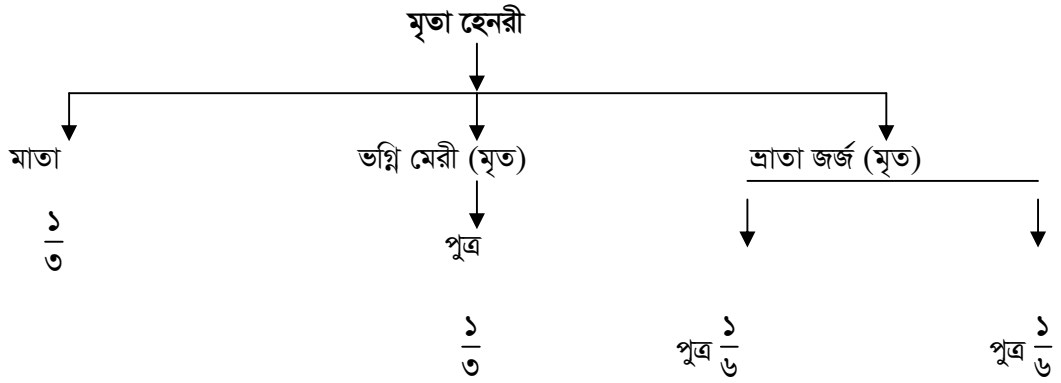 মৃতা হেনরী
মাতা ভগ্নি মেরী (মৃত) ভ্রাতা জর্জ (মৃত)
১/৩ পুত্র
১/৩ পুত্র ১/৬ পুত্র ১/৬